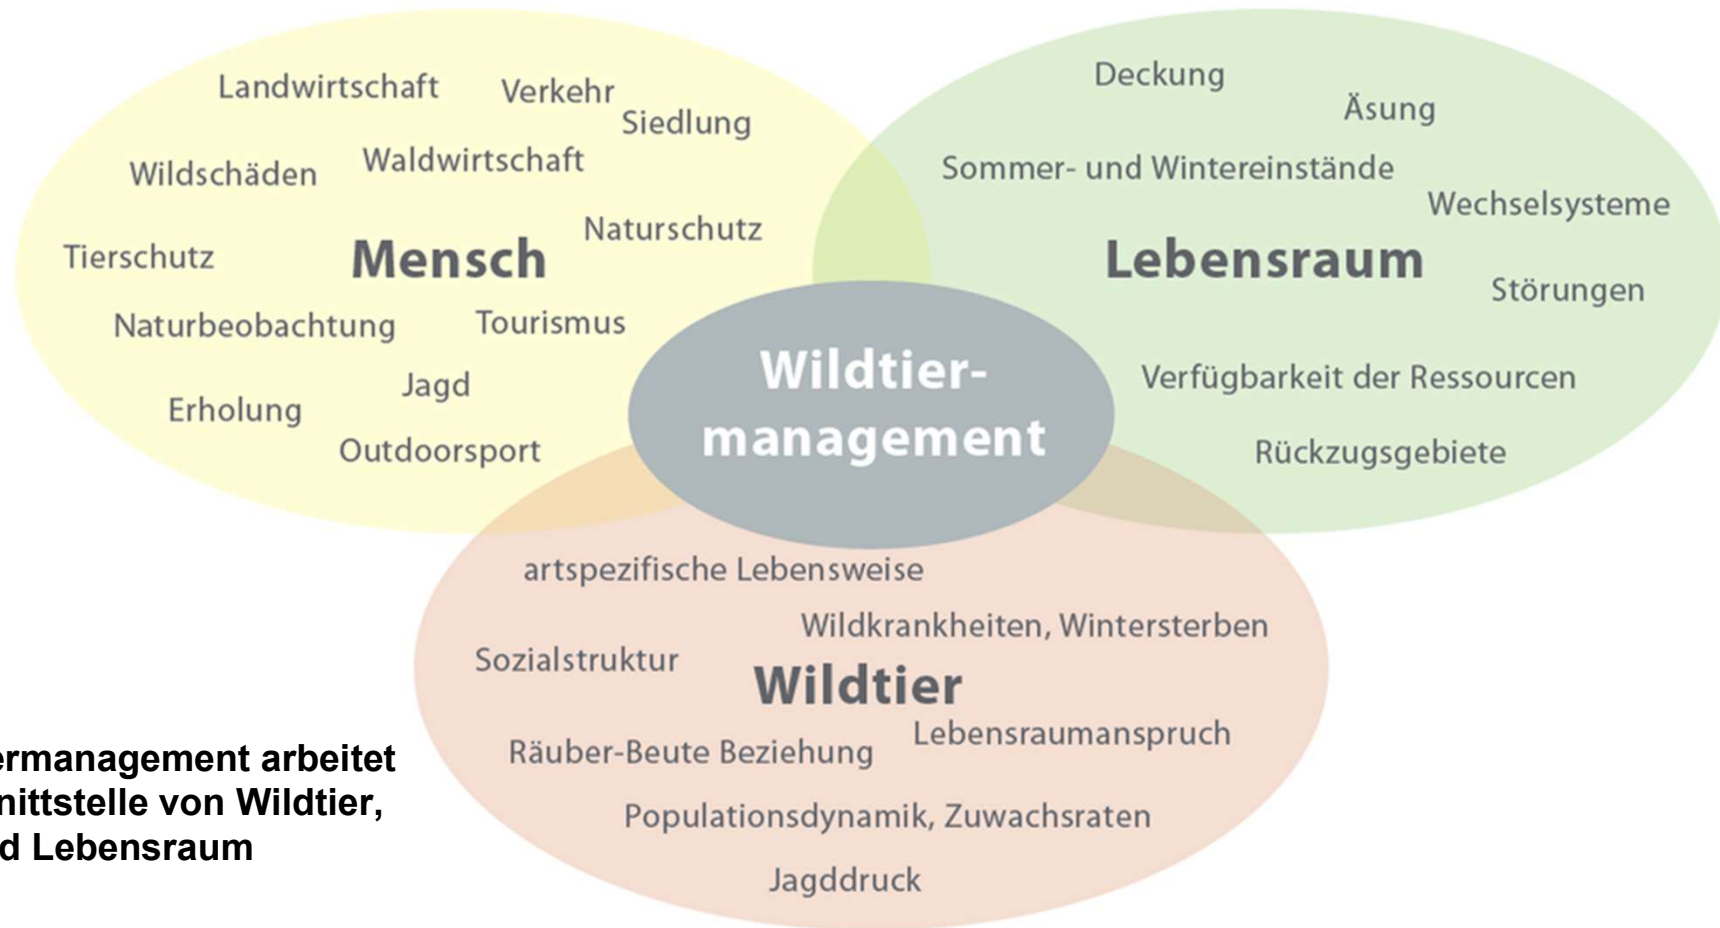 Landwirtschaft
Verkehr
Siedlung
Wildschäden
Waldwirtschaft
Naturschutz
Tierschutz
Mensch
Naturbeobachtung
Tourismus
Jagd
Erholung
Outdoorsport
Deckung
Äsung
Sommer- und Wintereinstände
Wechselsysteme
Lebensraum
Störungen
Verfügbarkeit der Ressourcen
Rückzugsgebiete
Wildtier-
management
artspezifische Lebensweise
Wildkrankheiten, Wintersterben
Sozialstruktur
Wildtier
Lebensraumanspruch
Räuber-Beute Beziehung
Populationsdynamik, Zuwachsraten
Jagddruck
ermanagement arbeitet
nittstelle von Wildtier,
d Lebensraum